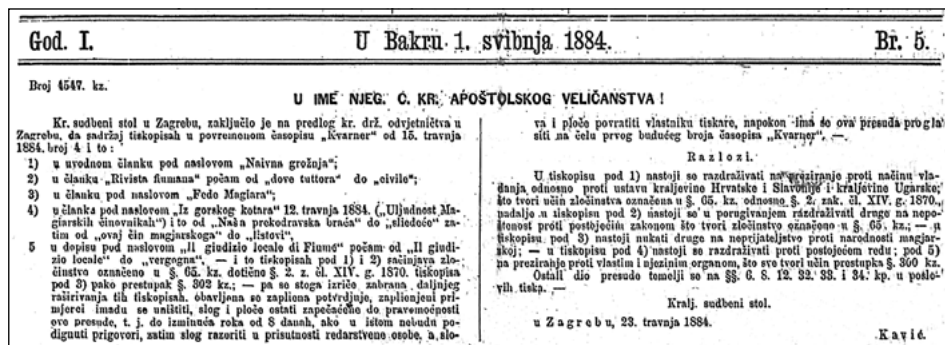 God. I.
U Bakru 1. svibnja 1884.
Br. 5.
Broj 4547. kz.
U IME NJEG. C. KR. APOŠTOLSKOG VELIČANSTVA !
Kr. sudbeni stol u Zagrebu, zaključio je na predlog kr. drž. odvjetničtva u
Zagrebu, da sadržaj tiskopisah u povremenom časopisu „Kvarner“ od 15. travnja
1884. broj 4 i to :
1) u uvodnom članku pod naslovom „Naivna grožnja“;
2) u članku „Rivista fiumana“ počam od „dove tuttora“ do „civile“;
3) u članku pod naslovom „Fedo Magiara“;
4) u članku pod naslovom „Iz gorskog kotara“ 12. travnja 1884. („Uljudnost Ma-
giarskih činovnikah“) i to od „Naša prekodravska braća“ do „sliedeće“ za-
tim od „ovaj čin magjarskoga“ do „listovi“,
5 u dopisu pod naslovom „Il giudizio locale di Fiume“ počam od „Il giudi-
zio locale“ do „vergogna“, — i to tiskopisah pod 1) i 2) sačinjava zlo-
činstvo označeno u §. 65. kz. dotično §. 2. z. čl. XIV. g. 1870. tiskopisa
pod 3) pako prestupak §. 302 kz.; — pa se stoga izriče zabrana daljnjeg
raširivanja tih tiskopisah, obavljena se zapliena potvrdjuje, zaplienjeni pri-
mjerci imadu se uništiti, slog i ploče ostati zapečaćeno do pravomoćnosti
ove presude, t. j. do izminuća roka od 8 danah, ako u istom nebudu po-
dignuti prigovori, zatim slog razoriti u prisutnosti redarstvene osobe, a slo-
va i ploče povratiti vlastniku tiskare, napokon ima se ova presuda progla
siti na čelu prvog budućeg broja časopisa „Kvarner“. —
Razlozi.
U tiskopisu pod 1) nastoji se razdraživati na preziranje proti načinu vla-
danja odnosno proti ustavu kraljevine Hrvatske i Slavonije i kraljevine Ugarske,
što tvori učin zločinstva označena u §. 65. kz. odnosno §. 2. zak. čl. XIV. g. 1870.,
nadalje u tiskopisu pod 2) nastoji se u porugivanjem razdraživati druge na nepo-
štenost proti postojećim zakonom što tvori zločinstvo označeno u §. 65. kz.; — u
tiskopisu pod 3) nastoji nukati druge na neprijateljstvo proti narodnosti magjar-
skoj; — u tiskopisu pod 4) nastoji se razdraživati proti postojećem redu; pod 5)
na preziranje proti vlastim i njezinim organom, što sve tvori učin prestupka §. 300 kz.
Ostali dio presude temelji se na §§. 6. 8. 12. 32. 33. i 34. kp. u poslo-
vih tiska. —
Kralj. sudbeni stol.
u Zagrebu, 23. travnja 1884.
Kavić.